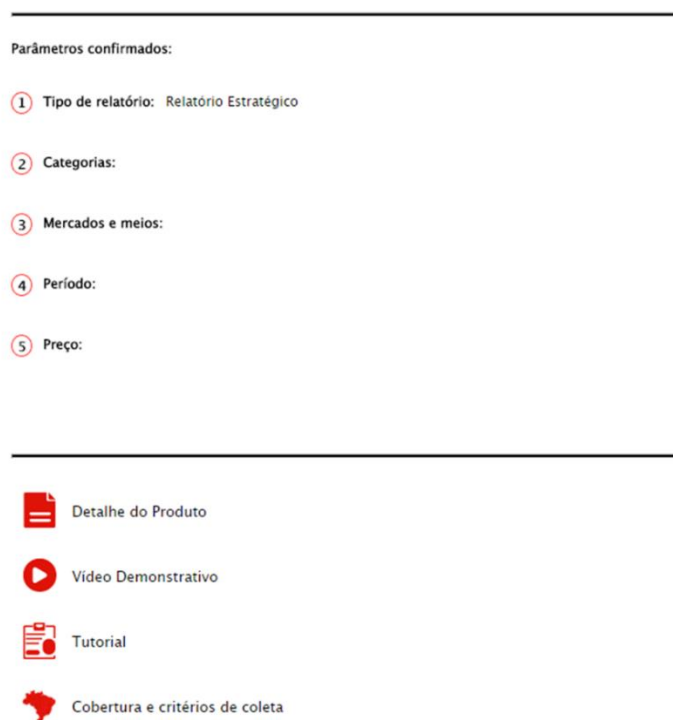 Parâmetros confirmados:
1 Tipo de relatório: Relatório Estratégico
2 Categorias:
3 Mercados e meios:
4 Período:
5 Preço:
Detalhe do Produto
Vídeo Demonstrativo
Tutorial
Cobertura e critérios de coleta